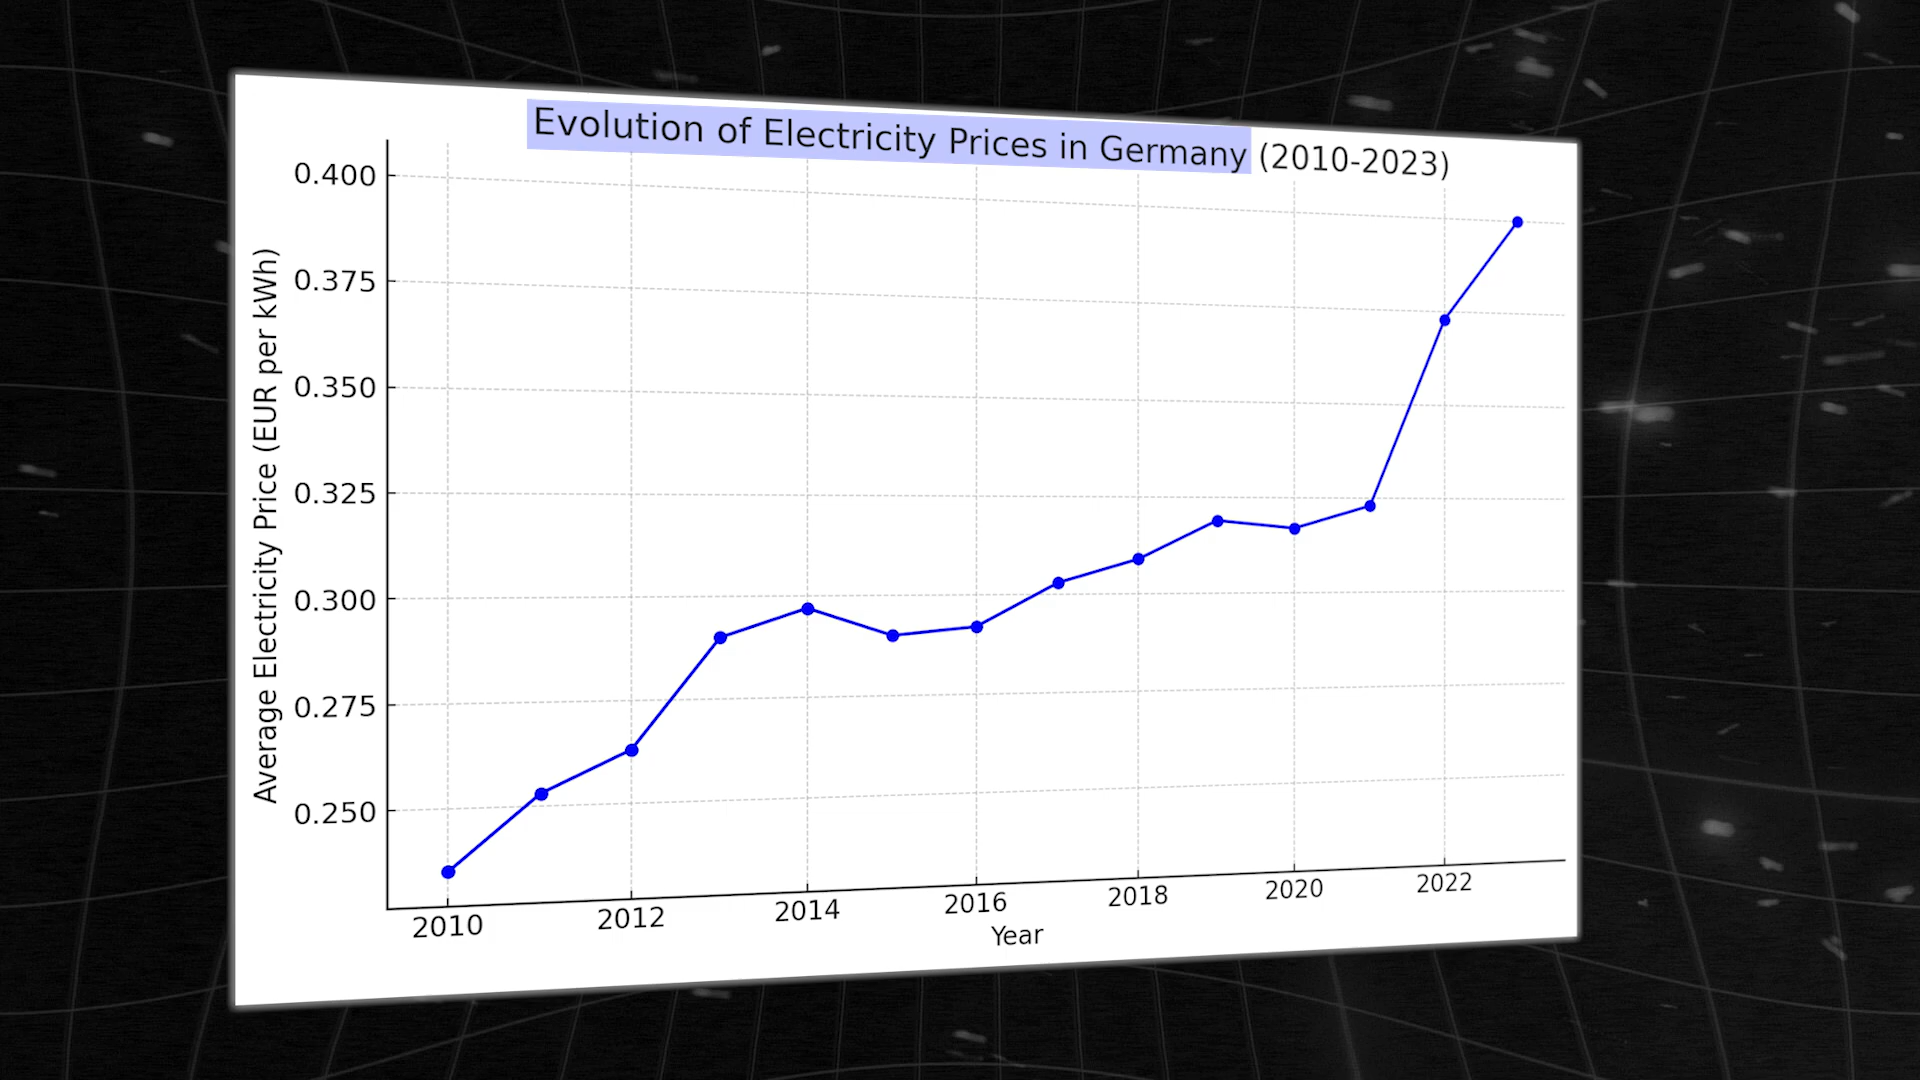 Evolution of Electricity Prices in Germany (2010-2023)
Average Electricity Price (EUR per kWh)
0.400
0.375
0.350
0.325
0.300
0.275
0.250
2010 2012 2014 2016 2018 2020 2022
Year